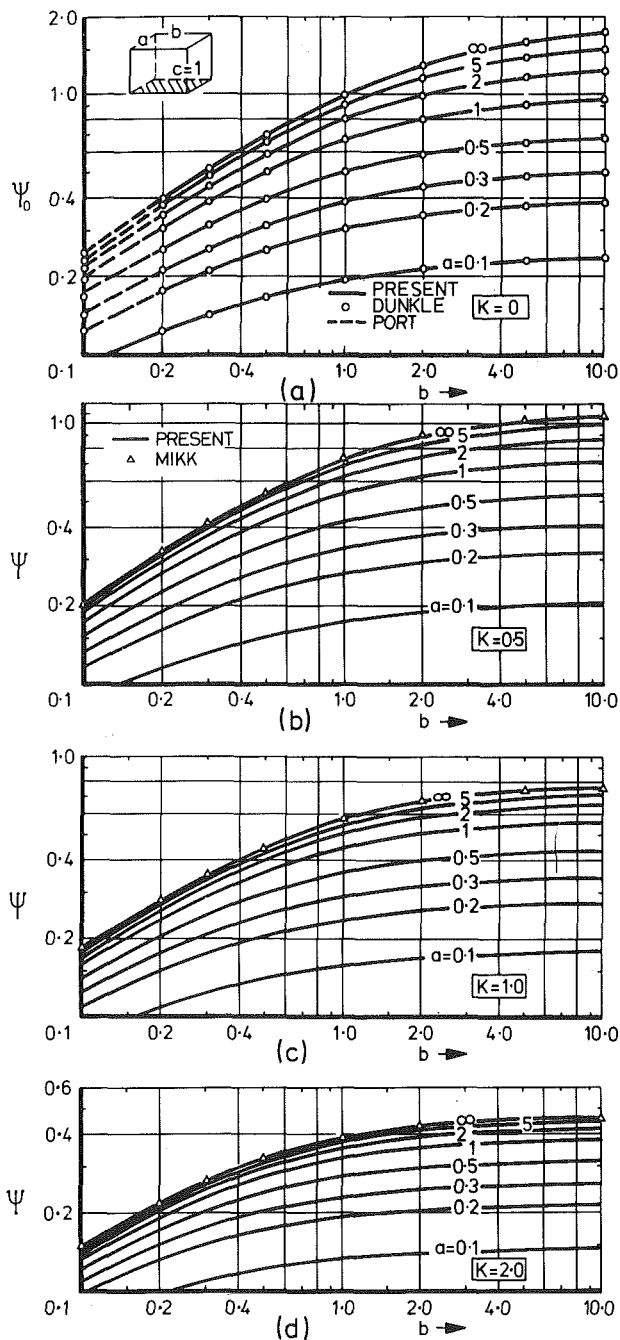 2.0
a b
c=1
1.0
∞
5
2
1
0.5
0.4
Ψ₀
0.3
0.2
0.2
a=0.1
PRESENT
DUNKLE
PORT
K=0
0.1
0.1 0.2 0.4 1.0 2.0 4.0 10.0
(a) b →
1.0
PRESENT
MIKK
∞ 5
2
1
0.4
0.5
Ψ
0.3
0.2
0.2
a=0.1
K=0.5
0.1
0.2 0.4 1.0 2.0 4.0 10.0
(b) b →
1.0
∞ 5
2
1
0.4
0.5
Ψ
0.3
0.2
0.2
a=0.1
K=1.0
0.1
0.2 0.4 1.0 2.0 4.0 10.0
(c) b →
0.6
∞ 5
0.4
2
1
Ψ
0.5
0.3
0.2
0.2
a=0.1
K=2.0
0.1
0.2 0.4 1.0 2.0 4.0 10.0
(d) b →